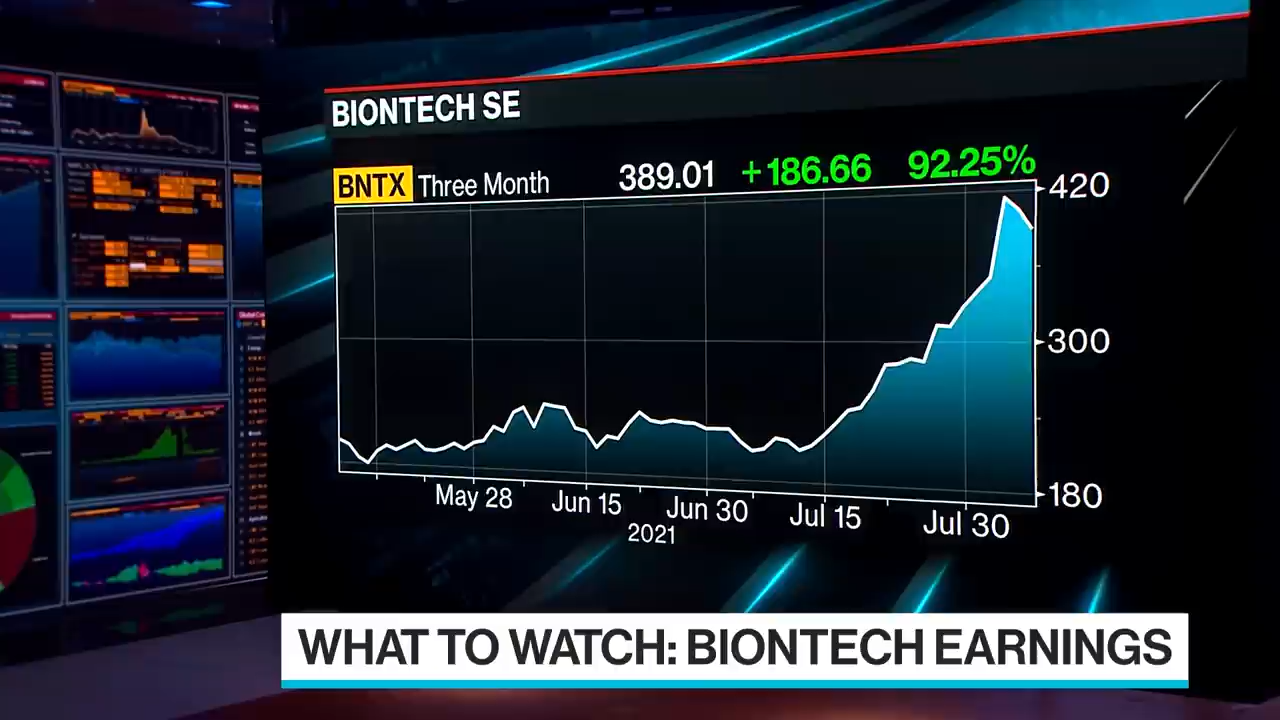 BIONTECH SE
BNTX Three Month 389.01 +186.66 92.25%
420
300
180
May 28 Jun 15 Jun 30 Jul 15 Jul 30
2021
WHAT TO WATCH: BIONTECH EARNINGS